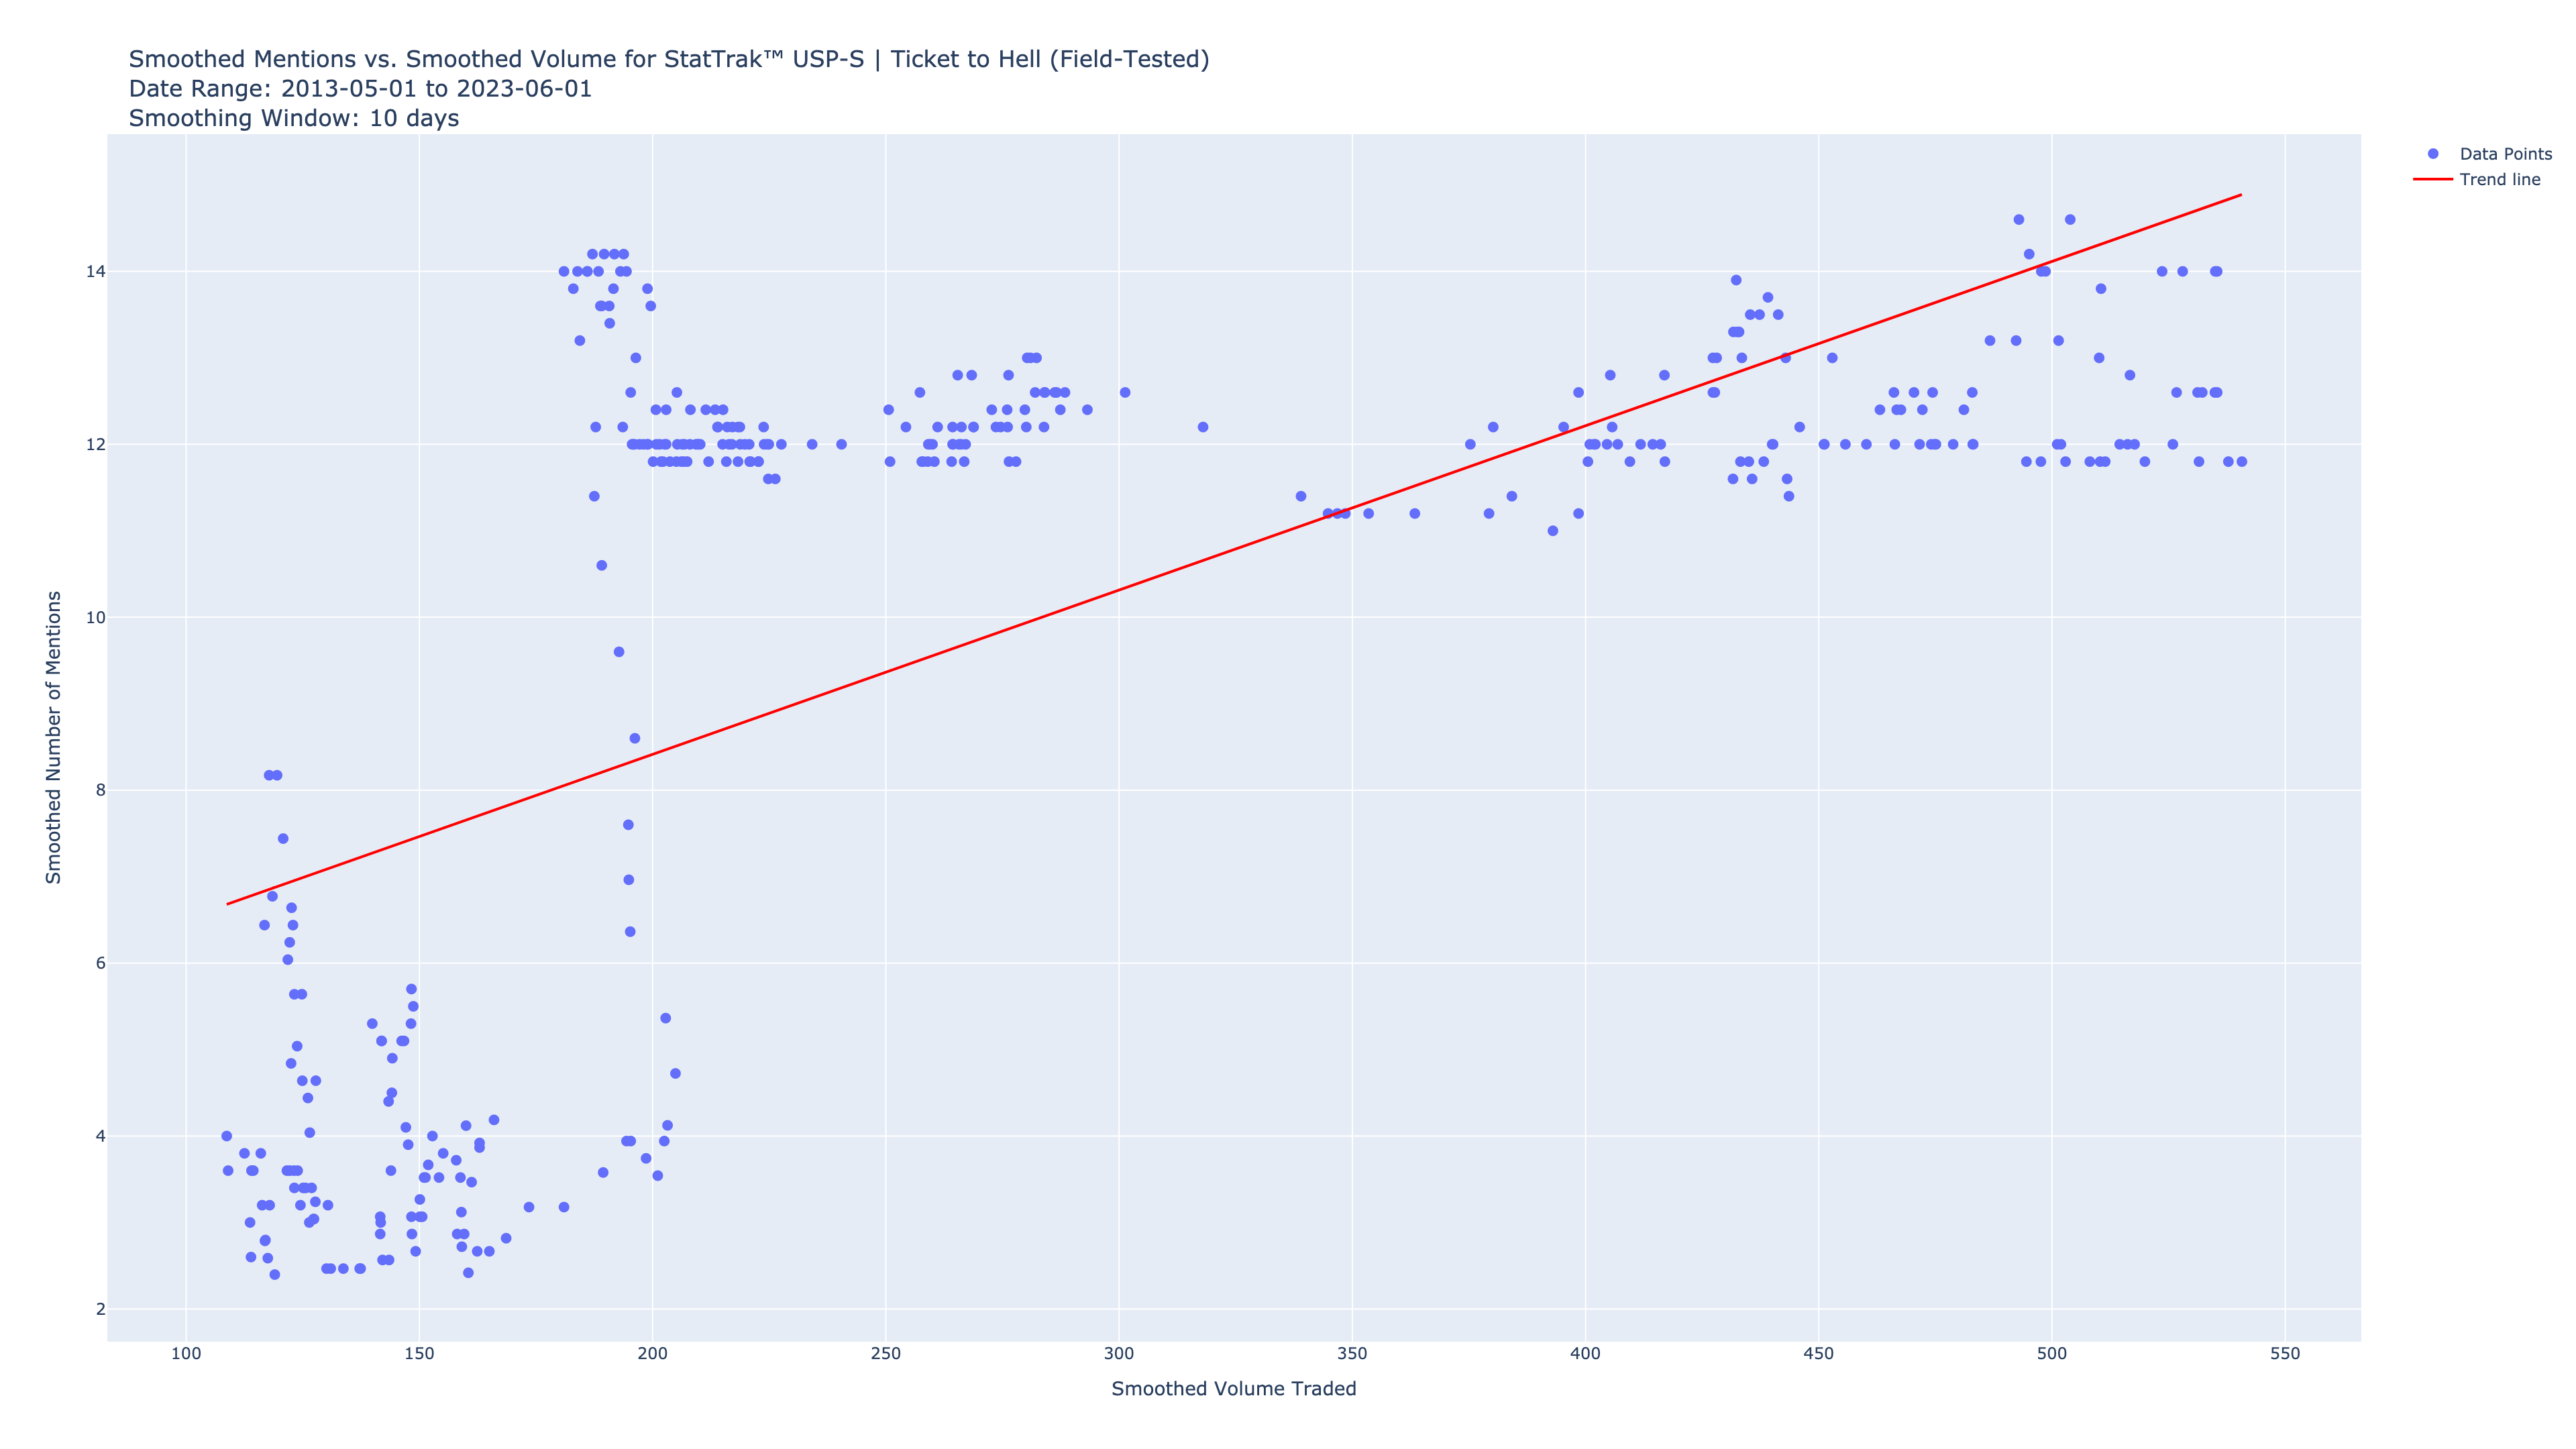 Smoothed Mentions vs. Smoothed Volume for StatTrak™ USP-S | Ticket to Hell (Field-Tested)
Date Range: 2013-05-01 to 2023-06-01
Smoothing Window: 10 days
Data Points
Trend line
Smoothed Number of Mentions
14
12
10
8
6
4
2
100 150 200 250 300 350 400 450 500 550
Smoothed Volume Traded